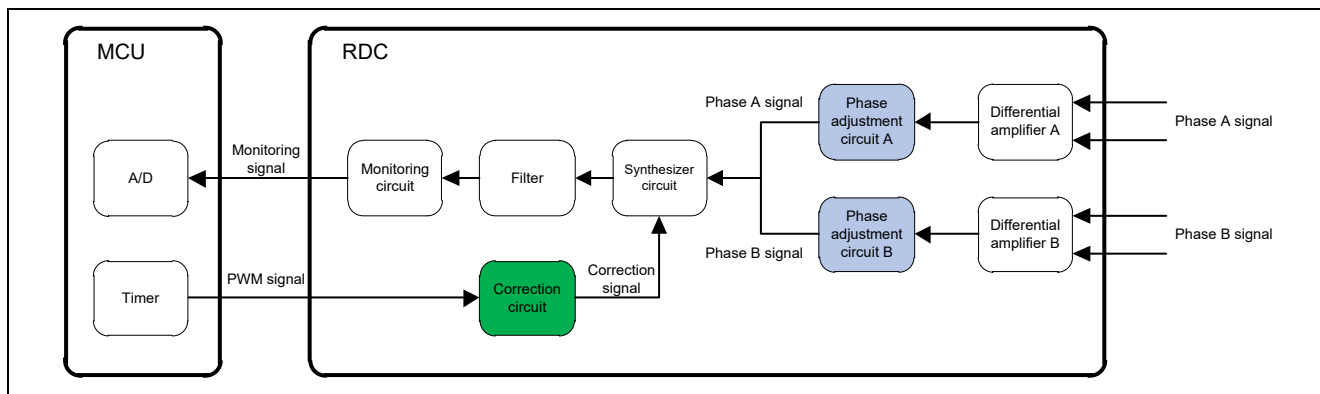 MCU
RDC
A/D
Timer
Monitoring
signal
PWM signal
Monitoring
circuit
Filter
Synthesizer
circuit
Correction
circuit
Correction
signal
Phase A signal
Phase B signal
Phase
adjustment
circuit A
Phase
adjustment
circuit B
Differential
amplifier A
Differential
amplifier B
Phase A signal
Phase B signal